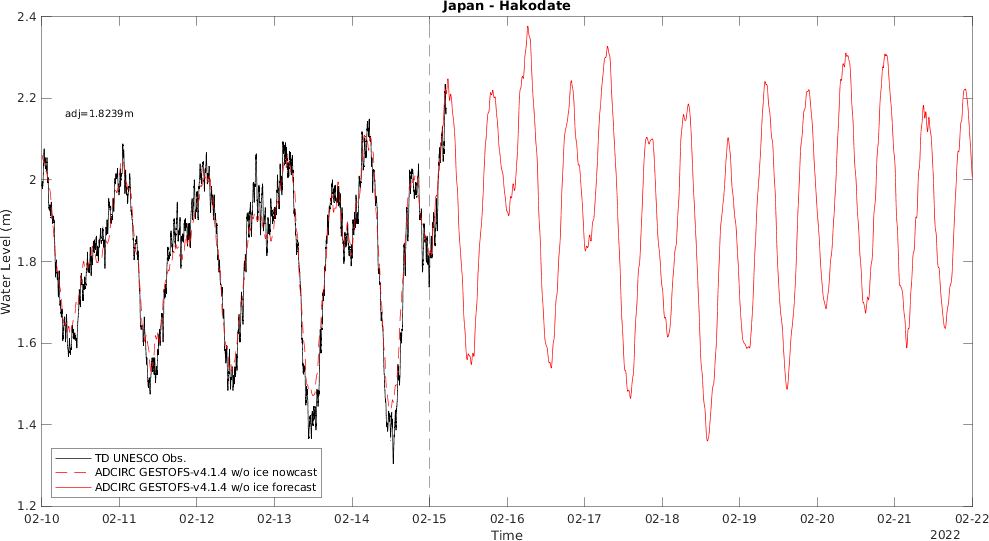 Japan - Hakodate
2.4
2.2
2
1.8
1.6
1.4
1.2
Water Level (m)
adj=1.8239m
TD UNESCO Obs.
ADCIRC GESTOFS-v4.1.4 w/o ice nowcast
ADCIRC GESTOFS-v4.1.4 w/o ice forecast
02-10 02-11 02-12 02-13 02-14 02-15 02-16 02-17 02-18 02-19 02-20 02-21 02-22
Time
2022